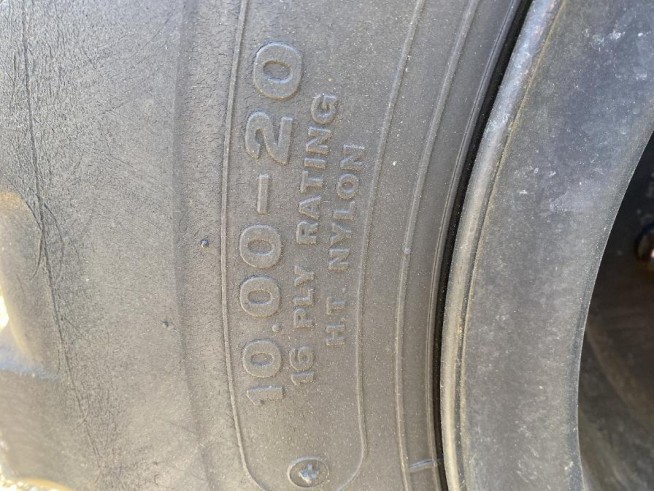 10.00-20
16 PLY RATING
H.T. NYLON